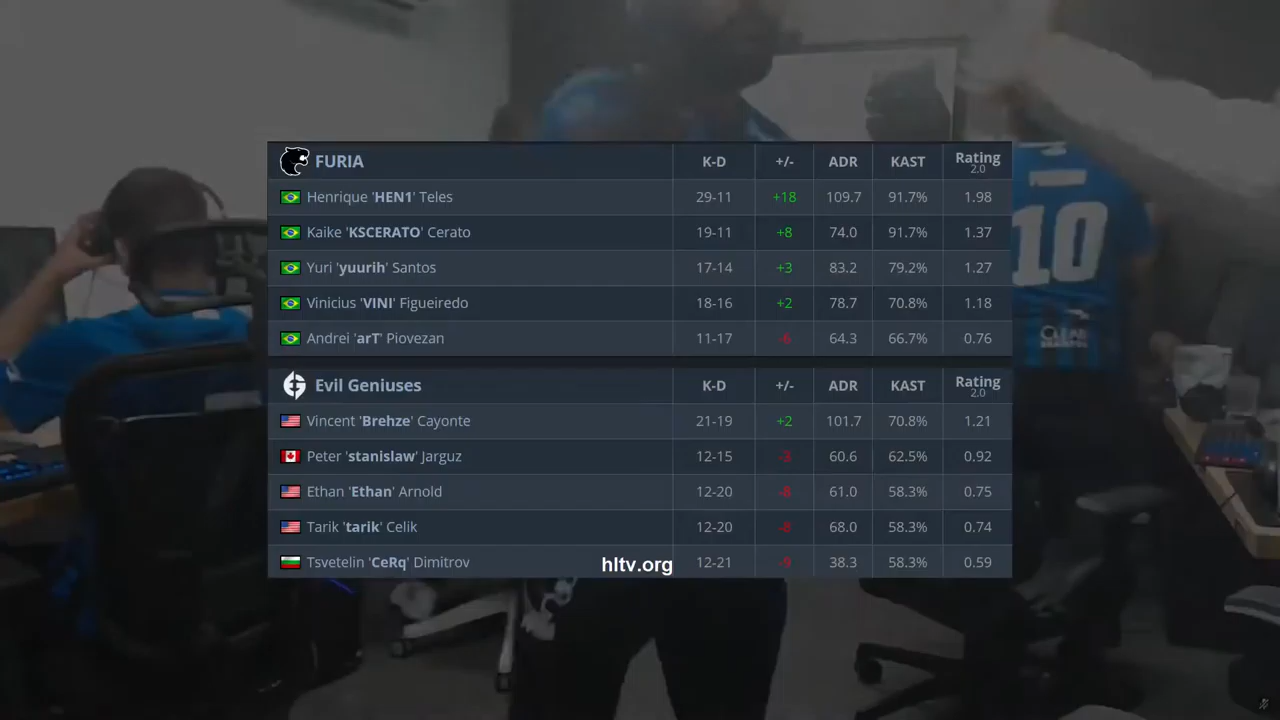 FURIA K-D +/- ADR KAST Rating 2.0
Henrique 'HEN1' Teles 29-11 +18 109.7 91.7% 1.98
Kaike 'KSCERATO' Cerato 19-11 +8 74.0 91.7% 1.37
Yuri 'yuurih' Santos 17-14 +3 83.2 79.2% 1.27
Vinicius 'VINI' Figueiredo 18-16 +2 78.7 70.8% 1.18
Andrei 'arT' Piovezan 11-17 -6 64.3 66.7% 0.76
Evil Geniuses K-D +/- ADR KAST Rating 2.0
Vincent 'Brehze' Cayonte 21-19 +2 101.7 70.8% 1.21
Peter 'stanislaw' Jarguz 12-15 -3 60.6 62.5% 0.92
Ethan 'Ethan' Arnold 12-20 -8 61.0 58.3% 0.75
Tarik 'tarik' Celik 12-20 -8 68.0 58.3% 0.74
Tsvetelin 'CeRq' Dimitrov 12-21 -9 38.3 58.3% 0.59
hltv.org
10